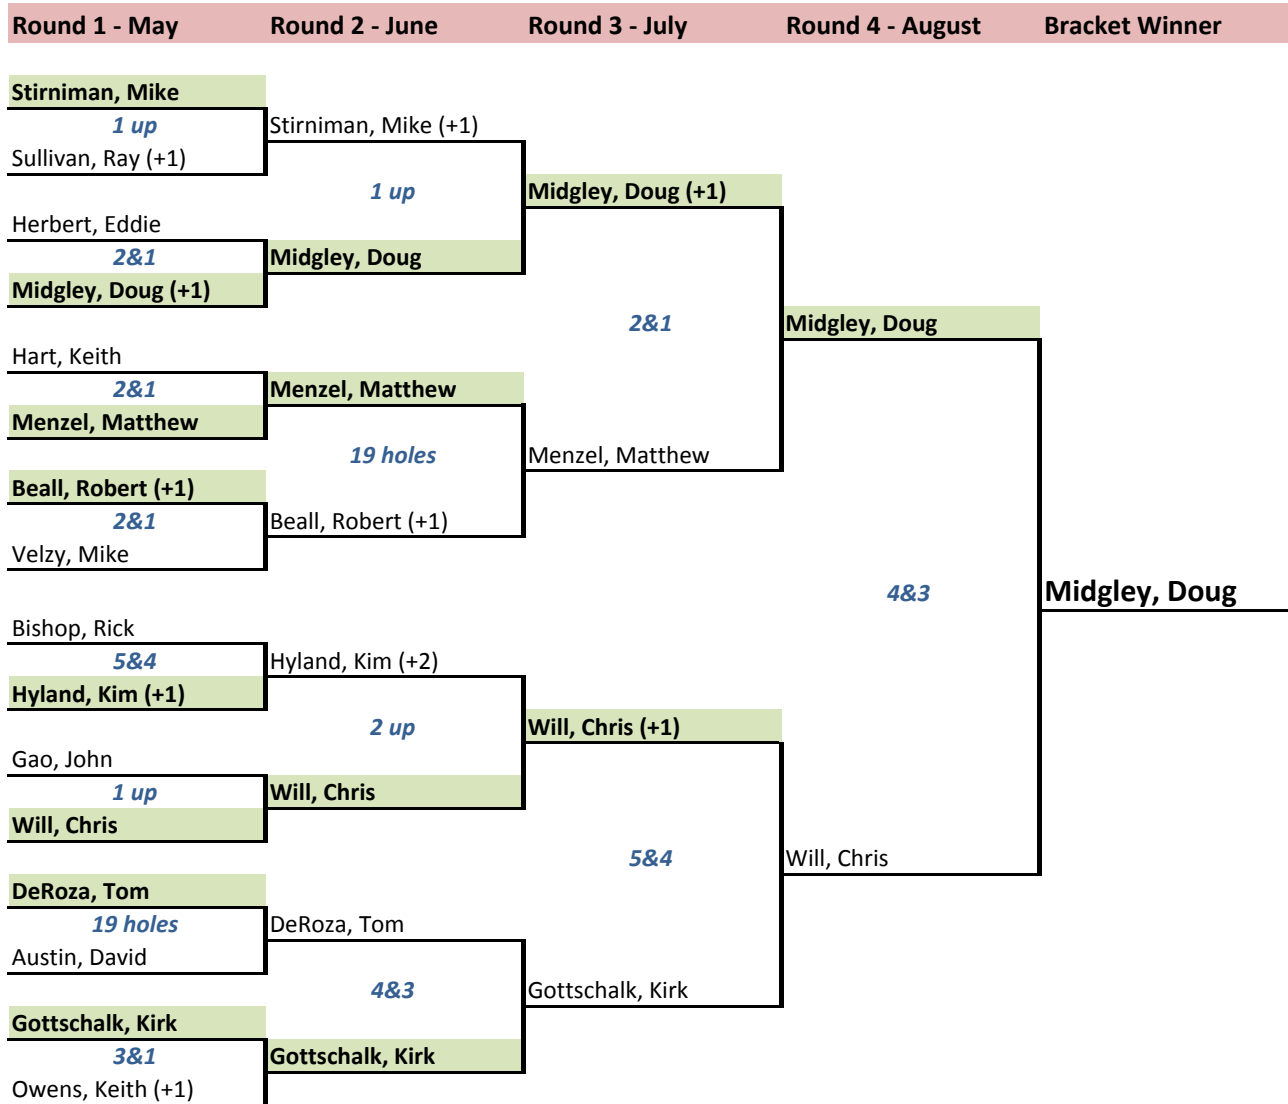 Round 1 - May Round 2 - June Round 3 - July Round 4 - August Bracket Winner
Stirniman, Mike
1 up Stirniman, Mike (+1)
Sullivan, Ray (+1)
1 up Midgley, Doug (+1)
Herbert, Eddie
2&1 Midgley, Doug
Midgley, Doug (+1)
2&1 Midgley, Doug
Hart, Keith
2&1 Menzel, Matthew
Menzel, Matthew
19 holes Menzel, Matthew
Beall, Robert (+1)
2&1 Beall, Robert (+1)
Velzy, Mike
4&3 Midgley, Doug
Bishop, Rick
5&4 Hyland, Kim (+2)
Hyland, Kim (+1)
2 up Will, Chris (+1)
Gao, John
1 up Will, Chris
Will, Chris
5&4 Will, Chris
DeRoza, Tom
19 holes DeRoza, Tom
Austin, David
4&3 Gottschalk, Kirk
Gottschalk, Kirk
3&1 Gottschalk, Kirk
Owens, Keith (+1)